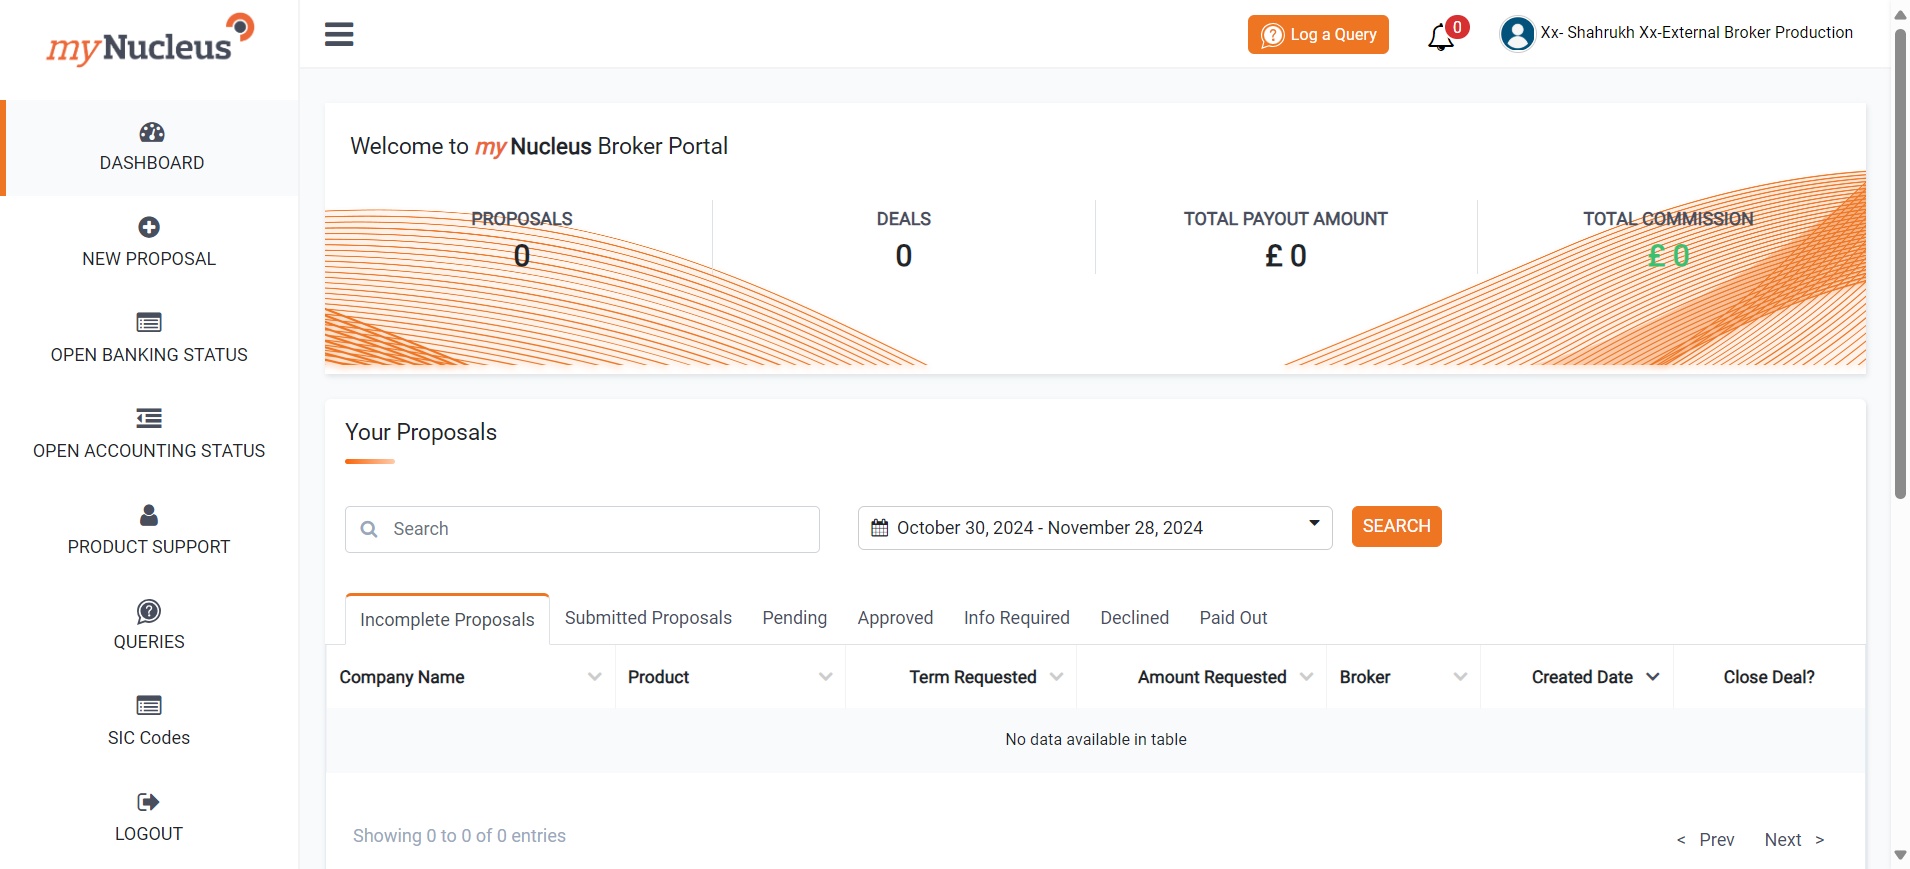 myNucleus
Log a Query
0
Xx- Shahrukh Xx-External Broker Production
DASHBOARD
NEW PROPOSAL
OPEN BANKING STATUS
OPEN ACCOUNTING STATUS
PRODUCT SUPPORT
QUERIES
SIC Codes
LOGOUT
Welcome to my Nucleus Broker Portal
PROPOSALS
0
DEALS
0
TOTAL PAYOUT AMOUNT
£ 0
TOTAL COMMISSION
£ 0
Your Proposals
Search
October 30, 2024 - November 28, 2024
SEARCH
Incomplete Proposals Submitted Proposals Pending Approved Info Required Declined Paid Out
Company Name Product Term Requested Amount Requested Broker Created Date Close Deal?
No data available in table
Showing 0 to 0 of 0 entries
< Prev Next >